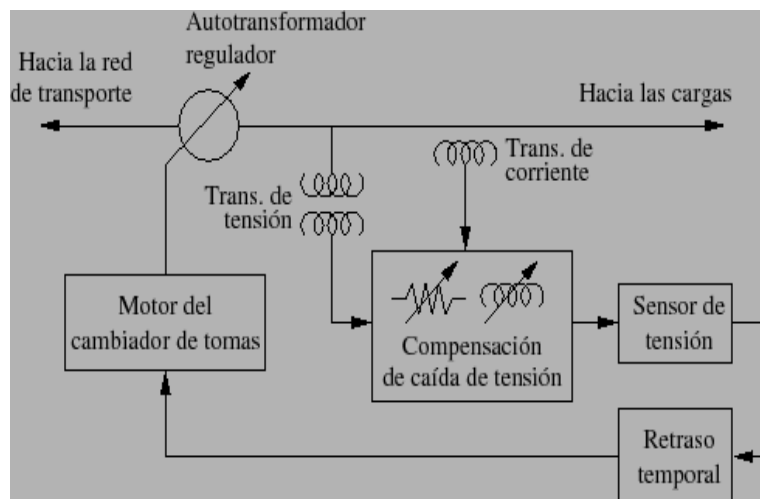 Autotransformador
regulador
Hacia la red
de transporte
Hacia las cargas
Trans. de
corriente
Trans. de
tensión
Motor del
cambiador de tomas
Compensación
de caída de tensión
Sensor de
tensión
Retraso
temporal